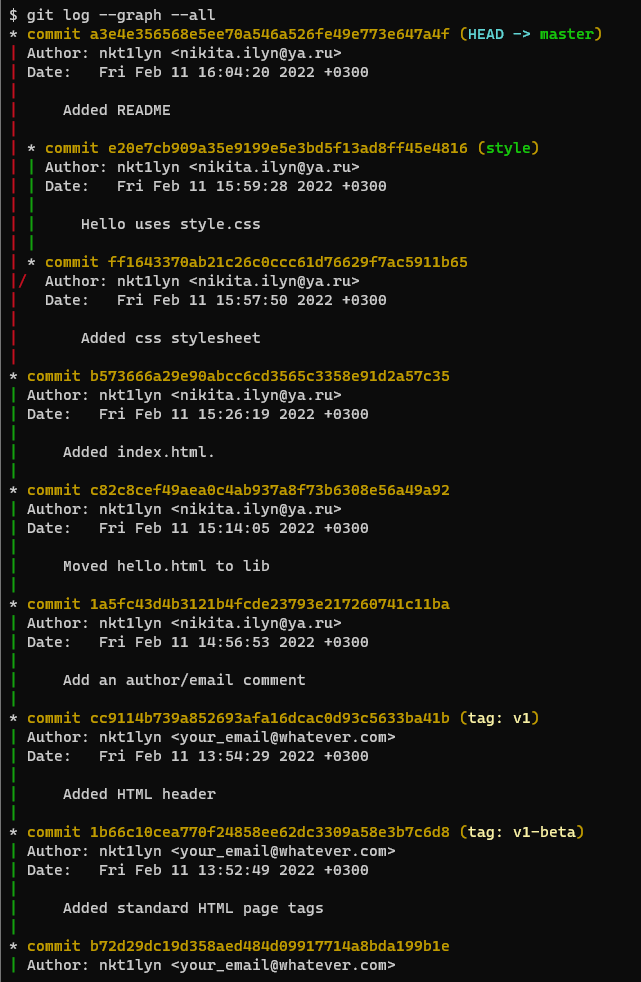 $ git log --graph --all
* commit a3e4e356568e5ee70a546a526fe49e773e647a4f (HEAD -> master)
| Author: nkt1lyn <nikita.ilyn@ya.ru>
| Date:   Fri Feb 11 16:04:20 2022 +0300
|
|     Added README
|
| * commit e20e7cb909a35e9199e5e3bd5f13ad8ff45e4816 (style)
| | Author: nkt1lyn <nikita.ilyn@ya.ru>
| | Date:   Fri Feb 11 15:59:28 2022 +0300
| |
| |     Hello uses style.css
| |
| * commit ff1643370ab21c26c0ccc61d76629f7ac5911b65
|/  Author: nkt1lyn <nikita.ilyn@ya.ru>
|   Date:   Fri Feb 11 15:57:50 2022 +0300
|
|       Added css stylesheet
|
* commit b573666a29e90abcc6cd3565c3358e91d2a57c35
| Author: nkt1lyn <nikita.ilyn@ya.ru>
| Date:   Fri Feb 11 15:26:19 2022 +0300
|
|     Added index.html.
|
* commit c82c8cef49aea0c4ab937a8f73b6308e56a49a92
| Author: nkt1lyn <nikita.ilyn@ya.ru>
| Date:   Fri Feb 11 15:14:05 2022 +0300
|
|     Moved hello.html to lib
|
* commit 1a5fc43d4b3121b4fcde23793e217260741c11ba
| Author: nkt1lyn <nikita.ilyn@ya.ru>
| Date:   Fri Feb 11 14:56:53 2022 +0300
|
|     Add an author/email comment
|
* commit cc9114b739a852693afa16dcac0d93c5633ba41b (tag: v1)
| Author: nkt1lyn <your_email@whatever.com>
| Date:   Fri Feb 11 13:54:29 2022 +0300
|
|     Added HTML header
|
* commit 1b66c10cea770f24858ee62dc3309a58e3b7c6d8 (tag: v1-beta)
| Author: nkt1lyn <your_email@whatever.com>
| Date:   Fri Feb 11 13:52:49 2022 +0300
|
|     Added standard HTML page tags
|
* commit b72d29dc19d358aed484d09917714a8bda199b1e
| Author: nkt1lyn <your_email@whatever.com>